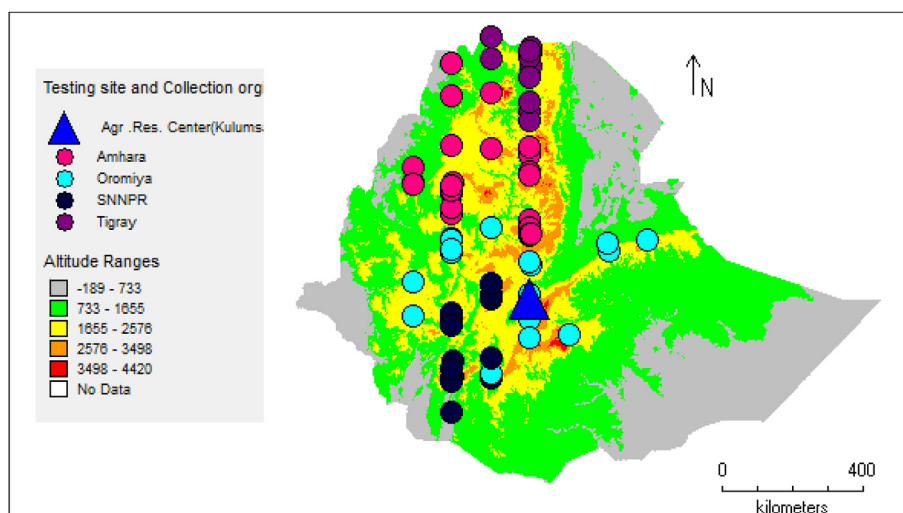 Testing site and Collection orgi
Agr .Res. Center(Kulums
Amhara
Oromiya
SNNPR
Tigray
Altitude Ranges
-189 - 733
733 - 1655
1655 - 2576
2576 - 3498
3498 - 4420
No Data
N
0 400
kilometers